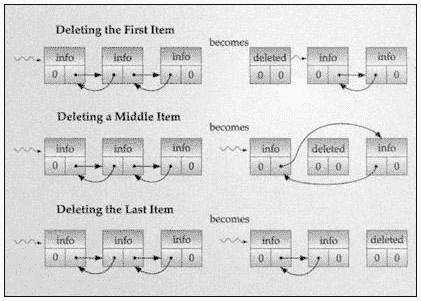 Deleting the First Item
becomes
info info info deleted info info
0 0 0 0 0 0
Deleting a Middle Item
becomes
info info info info deleted info
0 0 0 0 0 0
Deleting the Last Item
becomes
info info info info info deleted
0 0 0 0 0 0